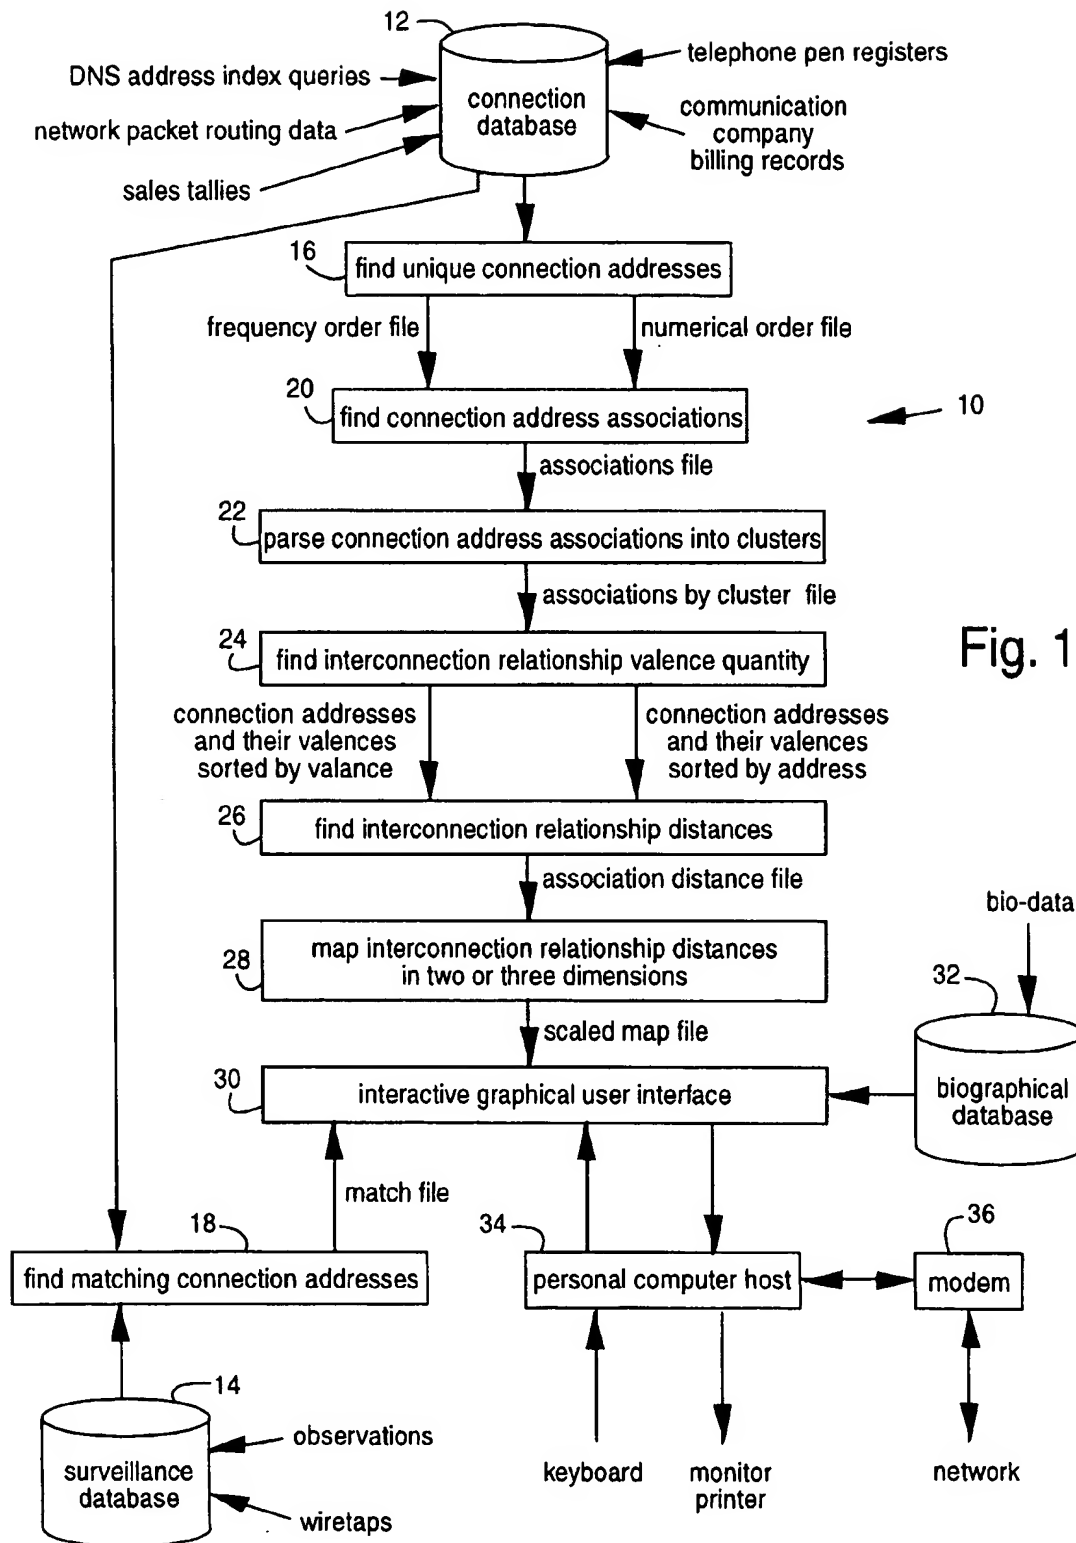 12
DNS address index queries
network packet routing data
sales tallies
connection
database
telephone pen registers
communication
company
billing records
16
find unique connection addresses
frequency order file
numerical order file
20
find connection address associations
10
associations file
22
parse connection address associations into clusters
associations by cluster file
24
find interconnection relationship valence quantity
Fig. 1
connection addresses
and their valences
sorted by valance
connection addresses
and their valences
sorted by address
26
find interconnection relationship distances
association distance file
bio-data
28
map interconnection relationship distances
in two or three dimensions
32
scaled map file
30
interactive graphical user interface
biographical
database
match file
18
find matching connection addresses
34
personal computer host
36
modem
14
surveillance
database
observations
wiretaps
keyboard
monitor
printer
network